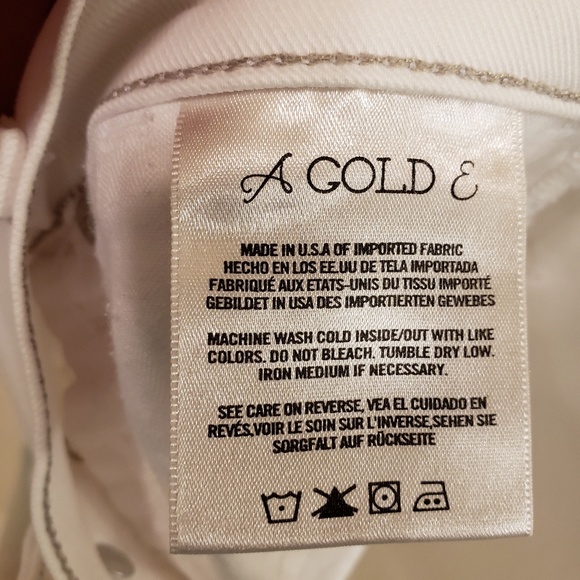 A GOLD E
MADE IN U.S.A OF IMPORTED FABRIC
HECHO EN LOS EE.UU DE TELA IMPORTADA
FABRIQUÉ AUX ETATS-UNIS DU TISSU IMPORTÉ
GEBILDET IN USA DES IMPORTIERTEN GEWEBES
MACHINE WASH COLD INSIDE/OUT WITH LIKE
COLORS. DO NOT BLEACH. TUMBLE DRY LOW.
IRON MEDIUM IF NECESSARY.
SEE CARE ON REVERSE, VEA EL CUIDADO EN
REVÉS,VOIR LE SOIN SUR L'INVERSE,SEHEN SIE
SORGFALT AUF RÜCKSEITE